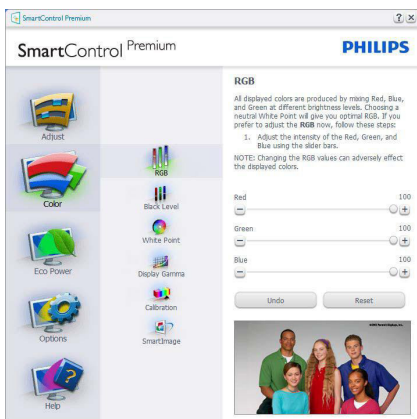 SmartControl Premium
SmartControl Premium
PHILIPS
Adjust
Color
Eco Power
Options
Help
RGB
Black Level
White Point
Display Gamma
Calibration
SmartImage
RGB
All displayed colors are produced by mixing Red, Blue,
and Green at different brightness levels. Choosing a
neutral White Point will give you optimal RGB. If you
prefer to adjust the RGB now, follow these steps:
1. Adjust the intensity of the Red, Green, and
Blue using the slider bars.
NOTE: Changing the RGB values can adversely effect
the displayed colors.
Red 100
Green 100
Blue 100
Undo Reset